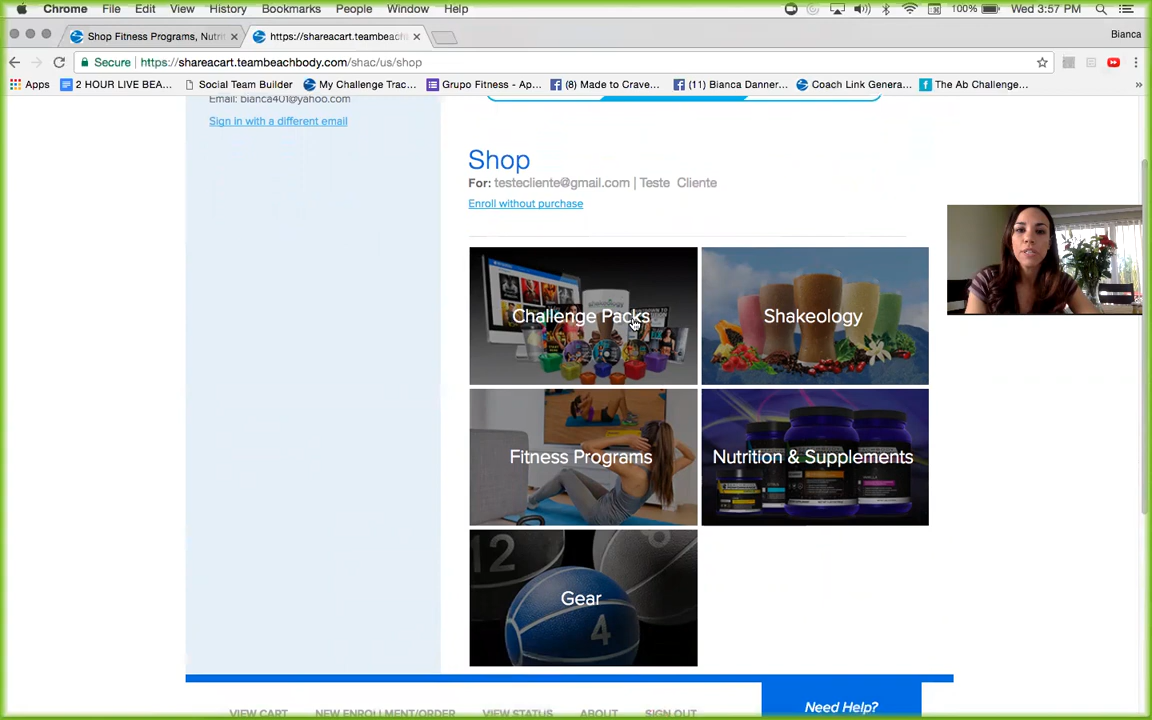 Chrome File Edit View History Bookmarks People Window Help 100% Wed 3:57 PM
Shop Fitness Programs, Nutri https://shareacart.teambeach Bianca
Secure https://shareacart.teambeachbody.com/shac/us/shop
Apps 2 HOUR LIVE BEA... Social Team Builder My Challenge Trac... Grupo Fitness - Ap... (8) Made to Crave... (11) Bianca Danner... Coach Link Genera... The Ab Challenge...
Email: bianca401@yahoo.com
Sign in with a different email
Shop
For: testecliente@gmail.com | Teste Cliente
Enroll without purchase
Challenge Packs
Shakeology
Fitness Programs
Nutrition & Supplements
Gear
12
4
VIEW CART NEW ENROLLMENT/ORDER VIEW STATUS ABOUT SIGN OUT
Need Help?